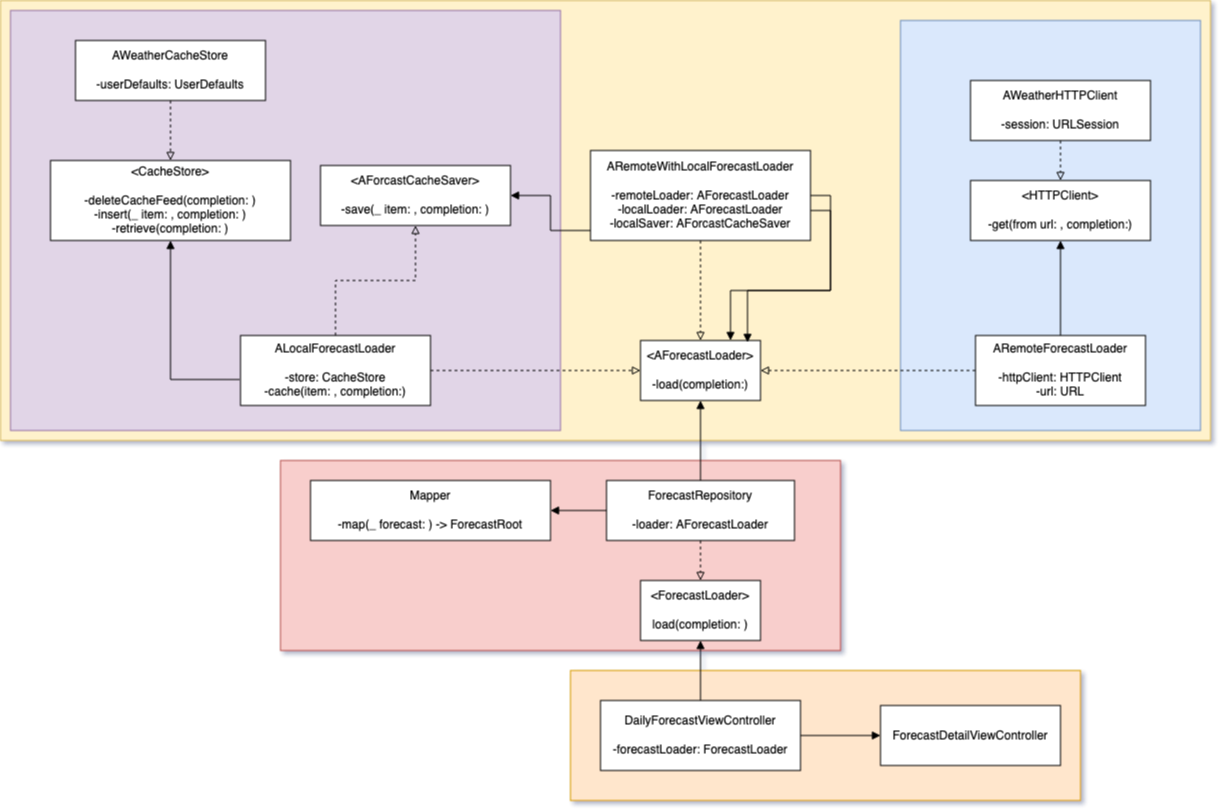 AWeatherCacheStore
-userDefaults: UserDefaults
<CacheStore>
-deleteCacheFeed(completion: )
-insert(_ item: , completion: )
-retrieve(completion: )
<AForcastCacheSaver>
-save(_ item: , completion: )
ALocalForecastLoader
-store: CacheStore
-cache(item: , completion:)
ARemoteWithLocalForecastLoader
-remoteLoader: AForecastLoader
-localLoader: AForecastLoader
-localSaver: AForcastCacheSaver
<AForecastLoader>
-load(completion:)
AWeatherHTTPClient
-session: URLSession
<HTTPClient>
-get(from url: , completion:)
ARemoteForecastLoader
-httpClient: HTTPClient
-url: URL
Mapper
-map(_ forecast: ) -> ForecastRoot
ForecastRepository
-loader: AForecastLoader
<ForecastLoader>
load(completion: )
DailyForecastViewController
-forecastLoader: ForecastLoader
ForecastDetailViewController